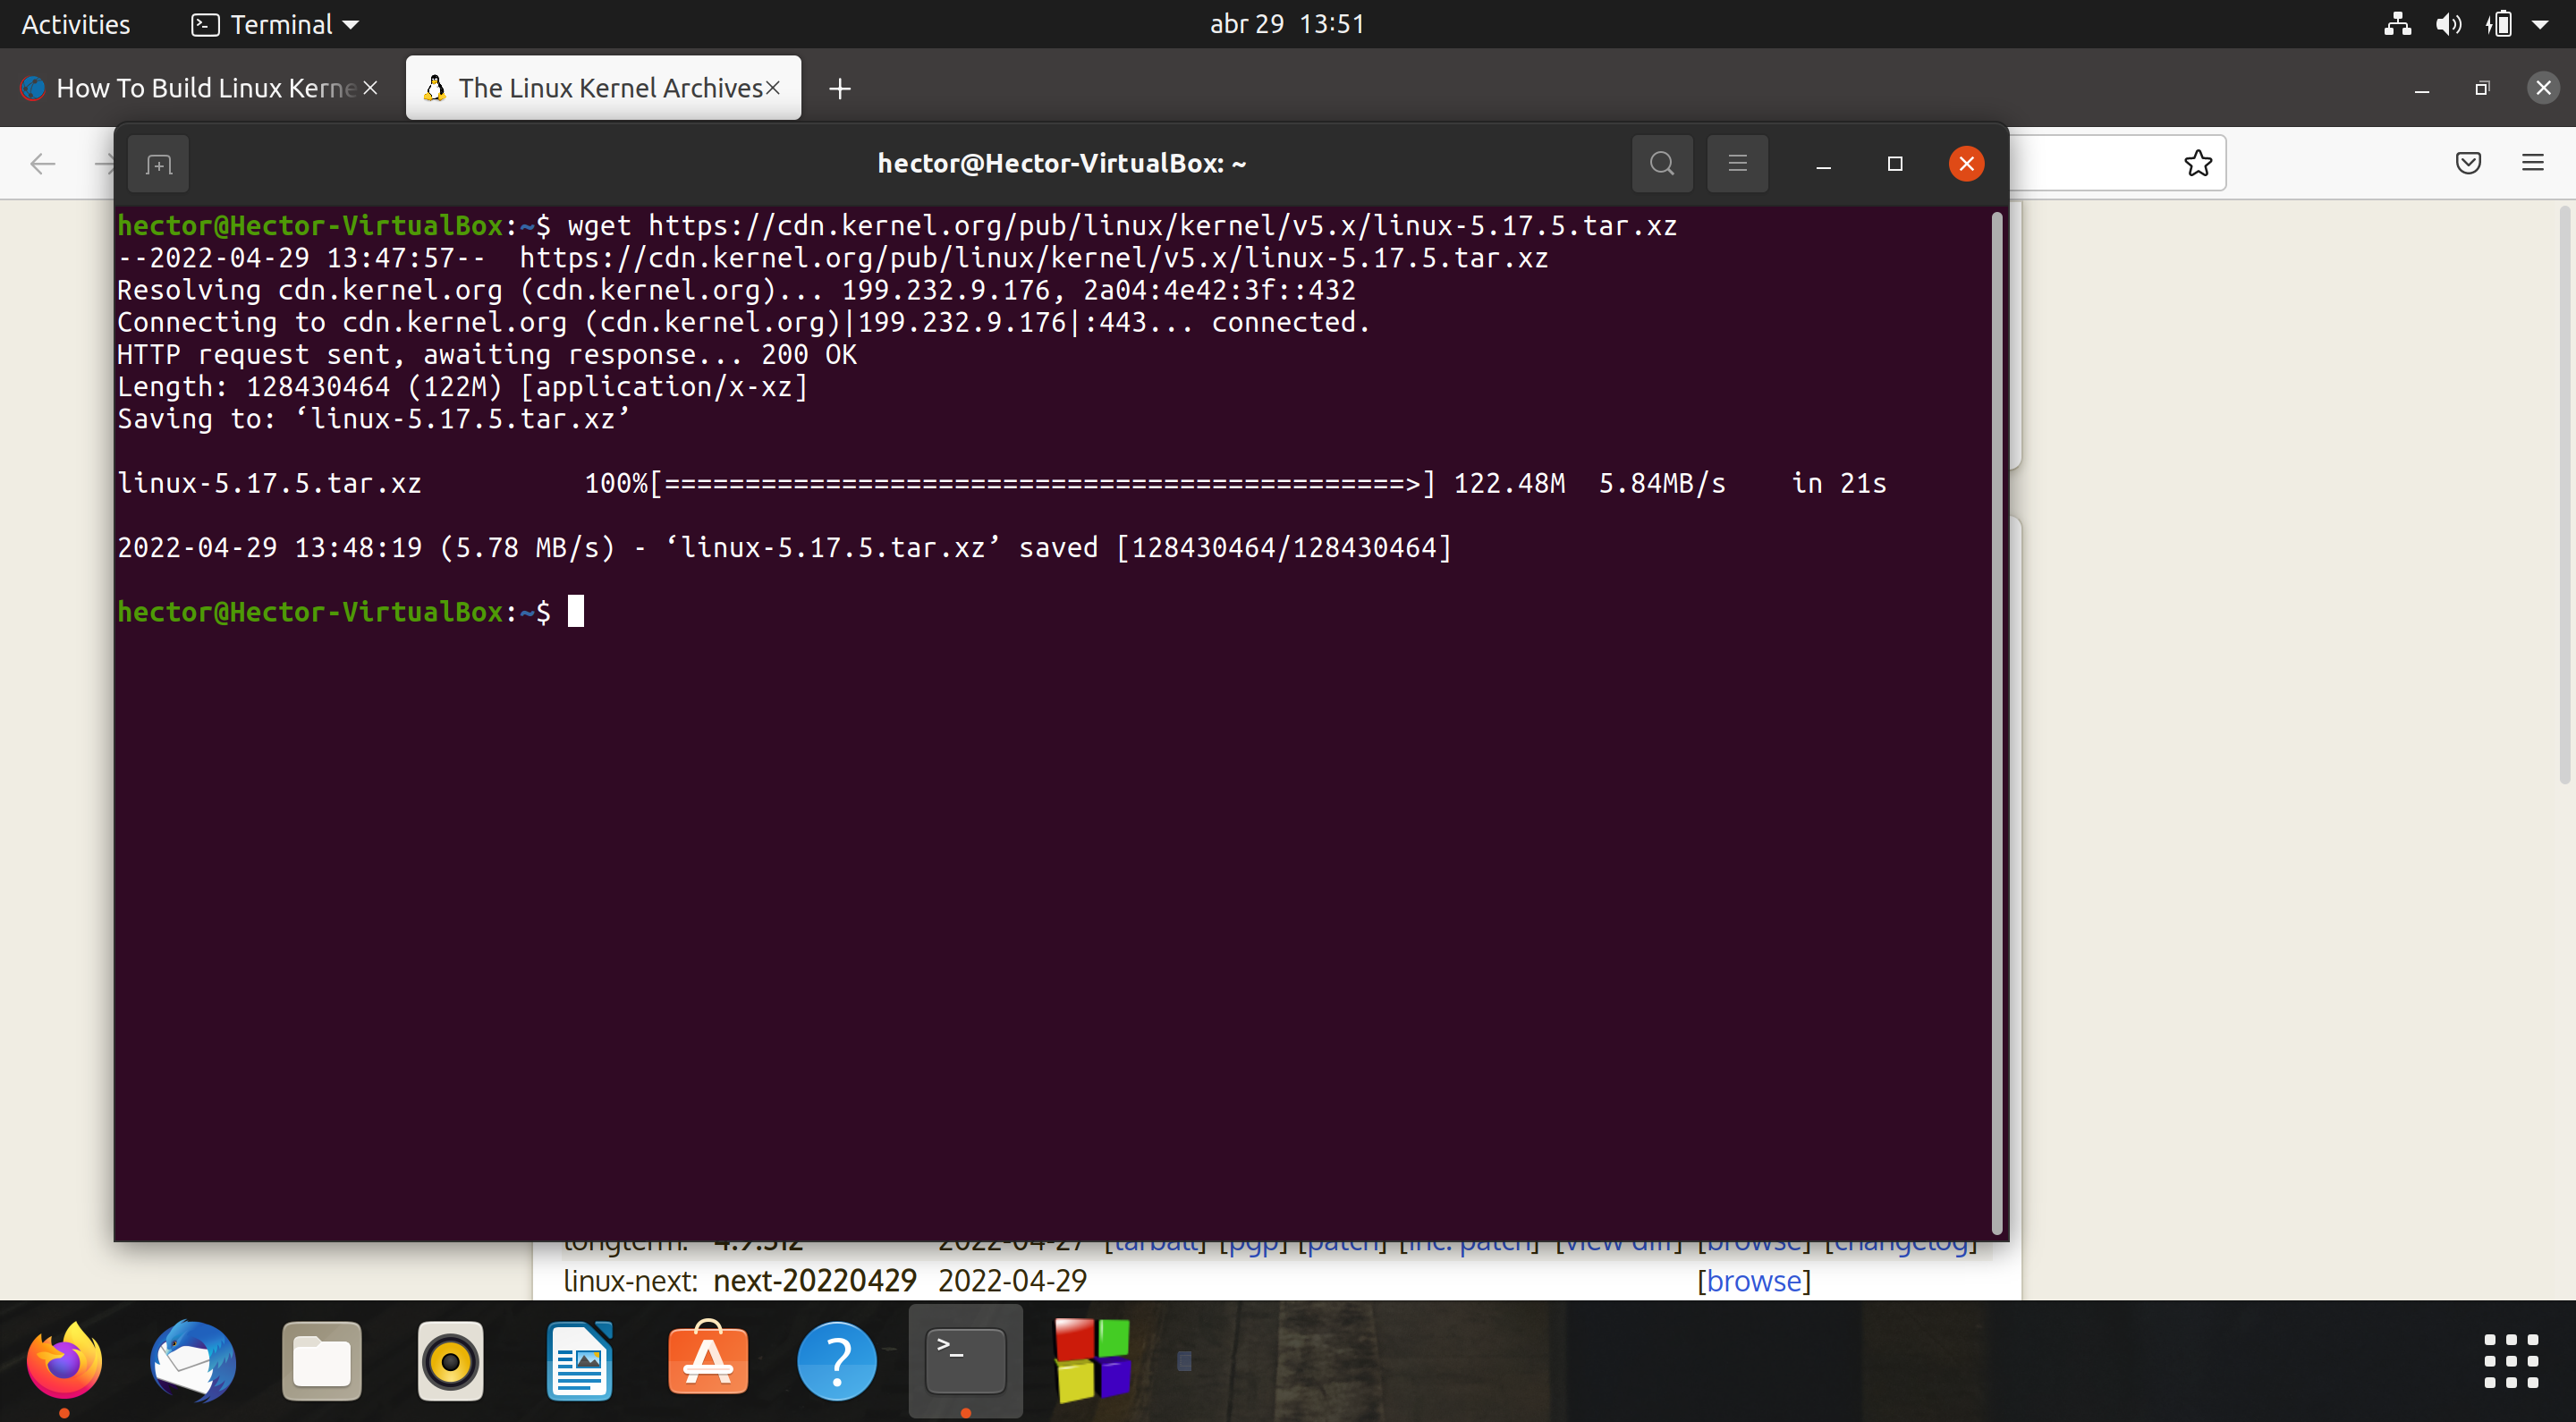 Activities Terminal abr 29 13:51
How To Build Linux Kerne The Linux Kernel Archives
hector@Hector-VirtualBox: ~
hector@Hector-VirtualBox:~$ wget https://cdn.kernel.org/pub/linux/kernel/v5.x/linux-5.17.5.tar.xz
--2022-04-29 13:47:57--  https://cdn.kernel.org/pub/linux/kernel/v5.x/linux-5.17.5.tar.xz
Resolving cdn.kernel.org (cdn.kernel.org)... 199.232.9.176, 2a04:4e42:3f::432
Connecting to cdn.kernel.org (cdn.kernel.org)|199.232.9.176|:443... connected.
HTTP request sent, awaiting response... 200 OK
Length: 128430464 (122M) [application/x-xz]
Saving to: ‘linux-5.17.5.tar.xz’
linux-5.17.5.tar.xz          100%[==============================================>] 122.48M  5.84MB/s    in 21s
2022-04-29 13:48:19 (5.78 MB/s) - ‘linux-5.17.5.tar.xz’ saved [128430464/128430464]
hector@Hector-VirtualBox:~$
longterm: 4.9.312 2022-04-27 [tarball] [pgp] [patch] [inc. patch] [view diff] [browse] [changelog]
linux-next: next-20220429 2022-04-29 [browse]